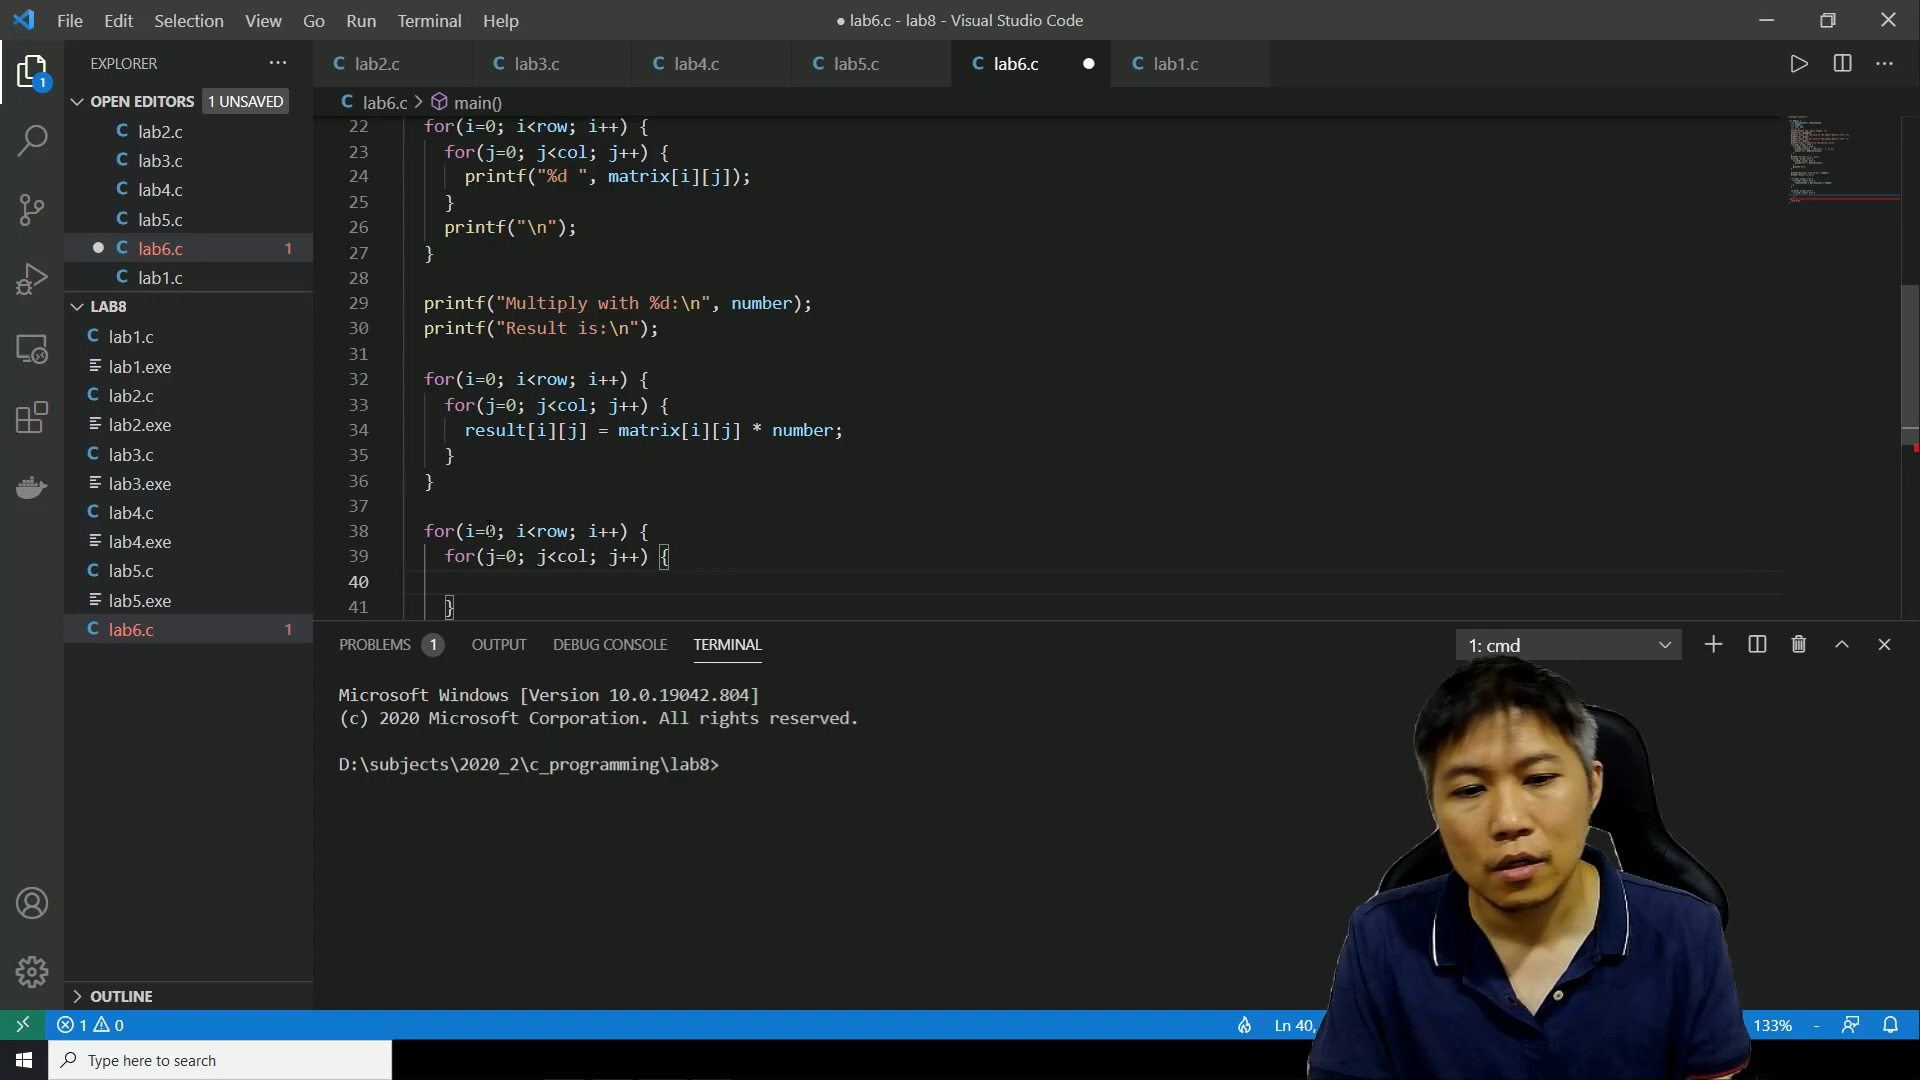 File Edit Selection View Go Run Terminal Help
● lab6.c - lab8 - Visual Studio Code
EXPLORER
OPEN EDITORS 1 UNSAVED
lab2.c
lab3.c
lab4.c
lab5.c
lab6.c 1
lab1.c
LAB8
lab1.c
lab1.exe
lab2.c
lab2.exe
lab3.c
lab3.exe
lab4.c
lab4.exe
lab5.c
lab5.exe
lab6.c 1
OUTLINE
C lab2.c C lab3.c C lab4.c C lab5.c C lab6.c C lab1.c
C lab6.c > main()
22 for(i=0; i<row; i++) {
23 for(j=0; j<col; j++) {
24 printf("%d ", matrix[i][j]);
25 }
26 printf("\n");
27 }
28
29 printf("Multiply with %d:\n", number);
30 printf("Result is:\n");
31
32 for(i=0; i<row; i++) {
33 for(j=0; j<col; j++) {
34 result[i][j] = matrix[i][j] * number;
35 }
36 }
37
38 for(i=0; i<row; i++) {
39 for(j=0; j<col; j++) {
40
41 }
PROBLEMS 1 OUTPUT DEBUG CONSOLE TERMINAL
1: cmd
Microsoft Windows [Version 10.0.19042.804]
(c) 2020 Microsoft Corporation. All rights reserved.
D:\subjects\2020_2\c_programming\lab8>
1 0
Ln 40,
133%
Type here to search